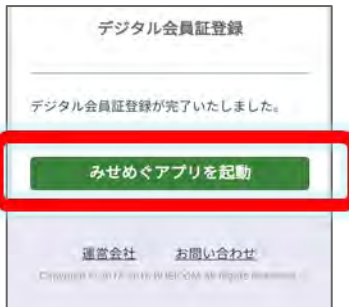 デジタル会員証登録
デジタル会員証登録が完了いたしました。
みせめぐアプリを起動
運営会社 お問い合わせ